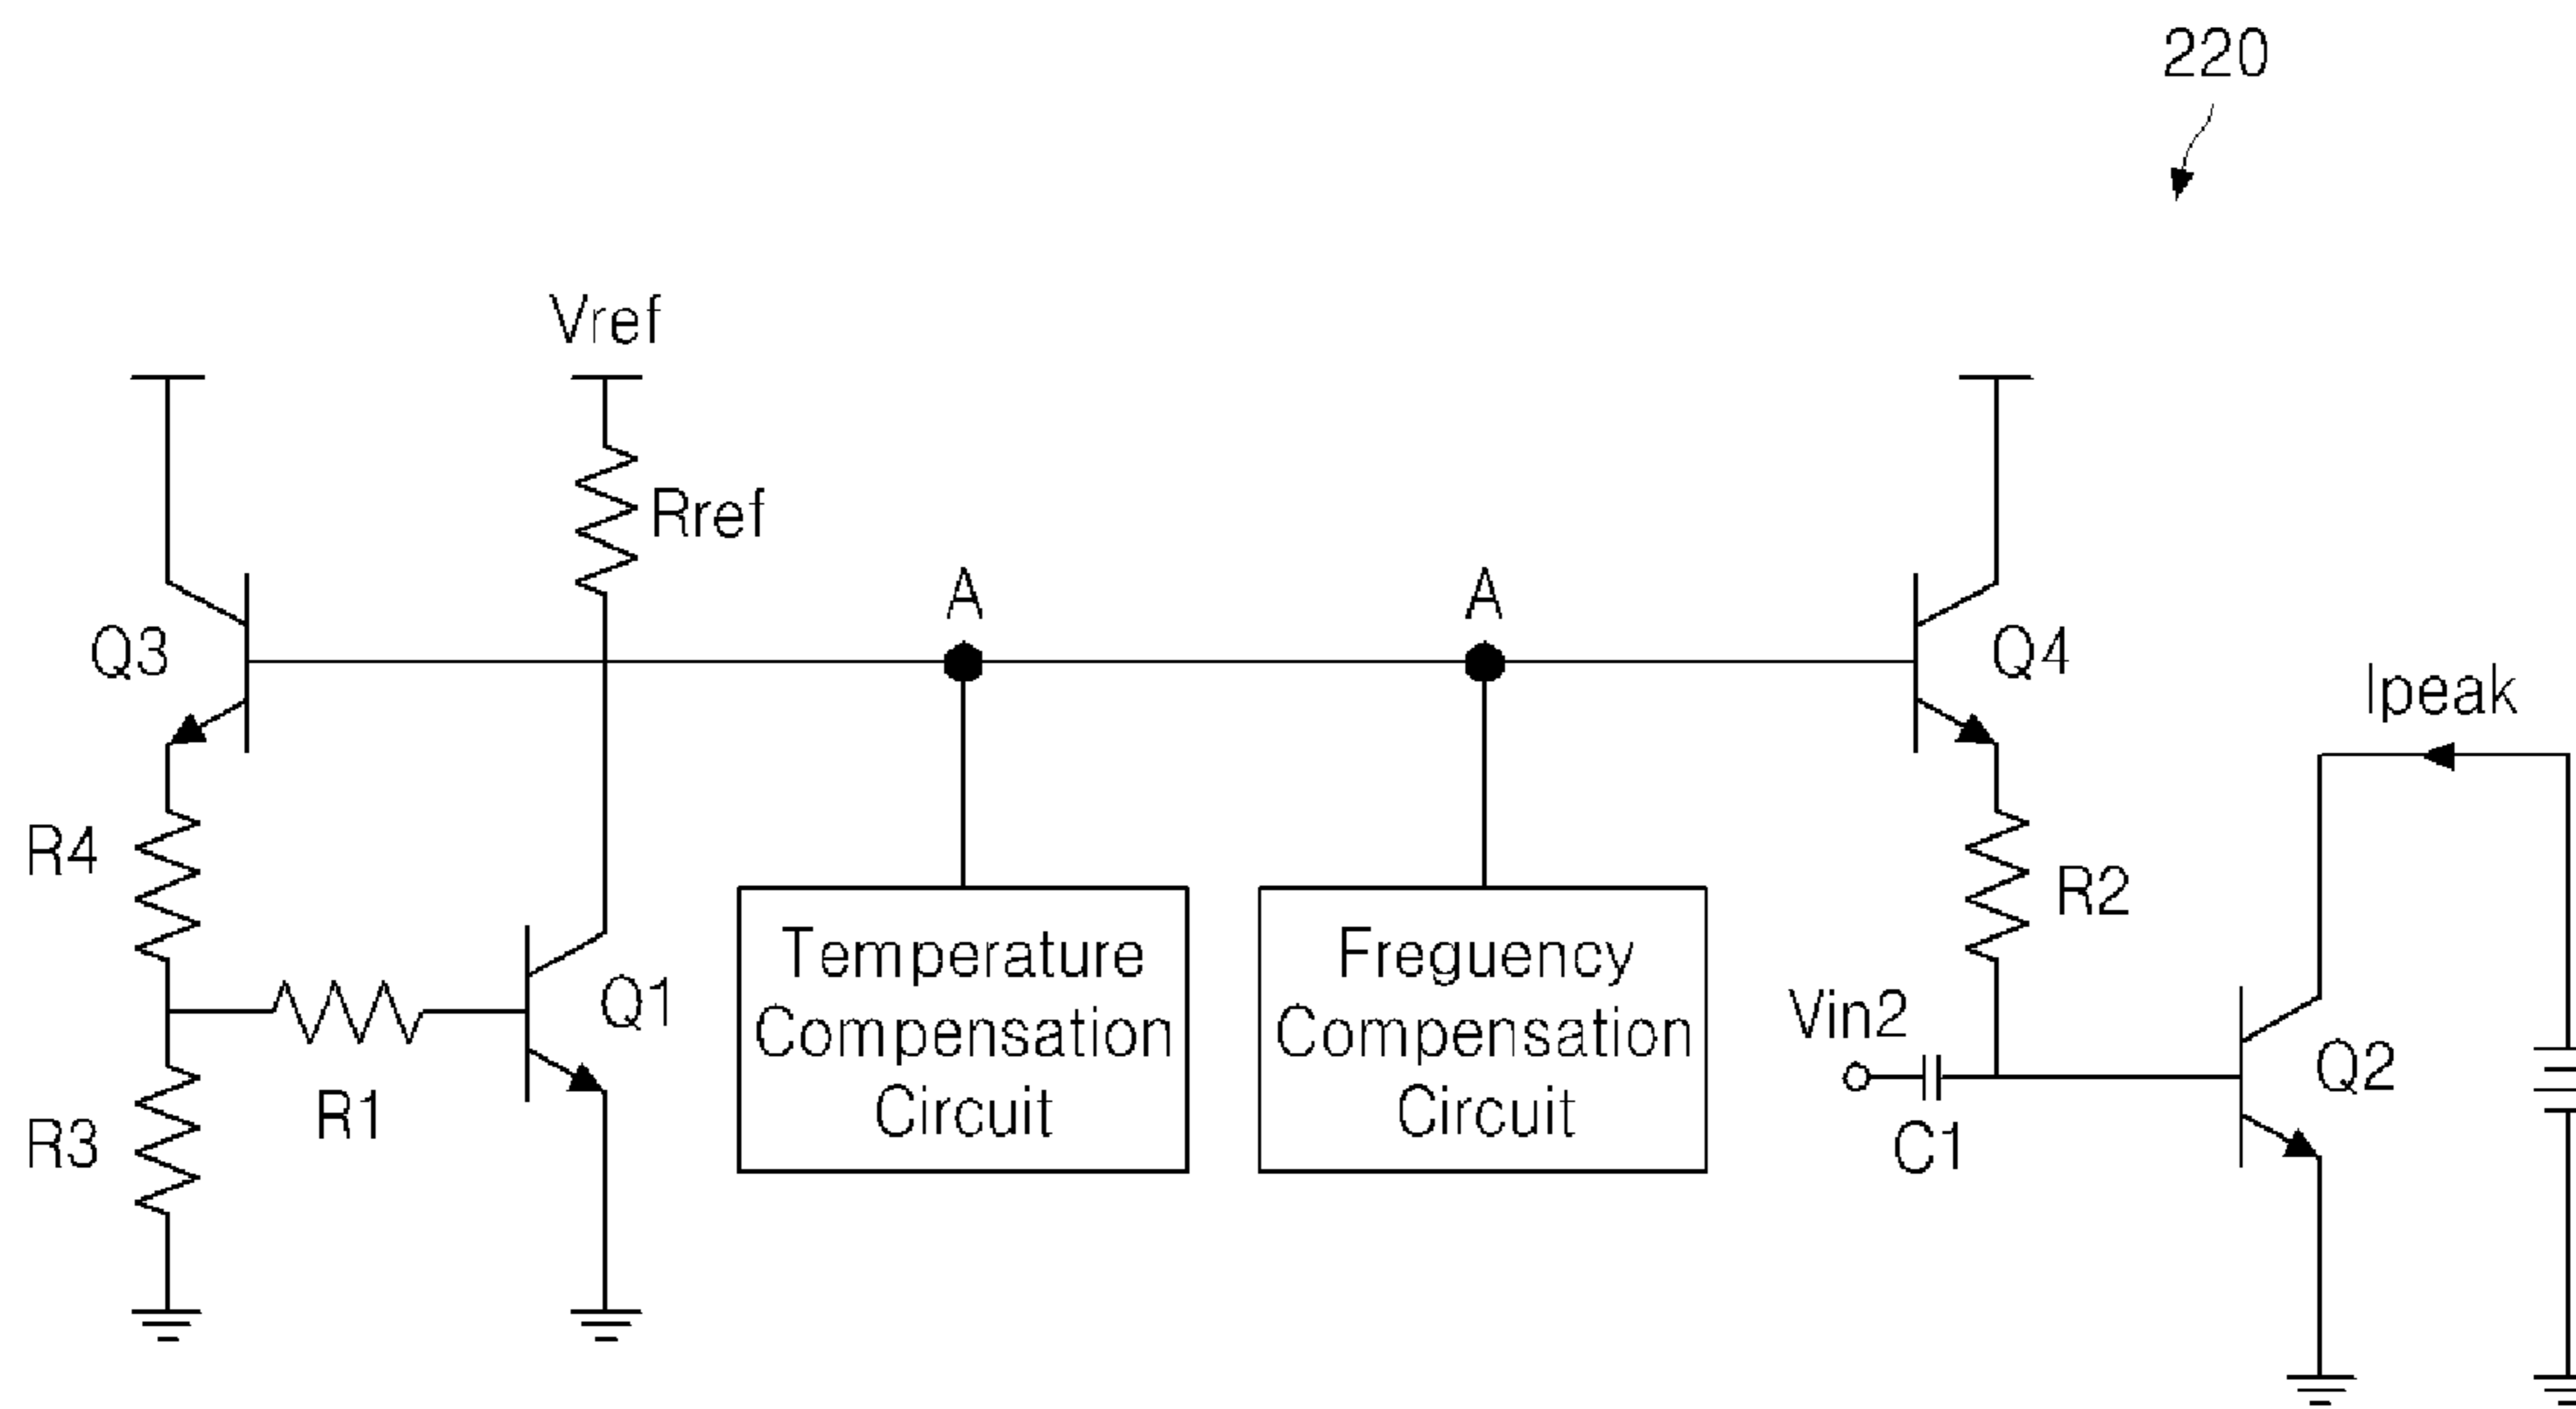 220
Vref
Rref
A
A
Q3
Q4
Ipeak
R4
R2
Temperature
Compensation
Circuit
Freguency
Compensation
Circuit
Q1
Vin2
Q2
R1
R3
C1